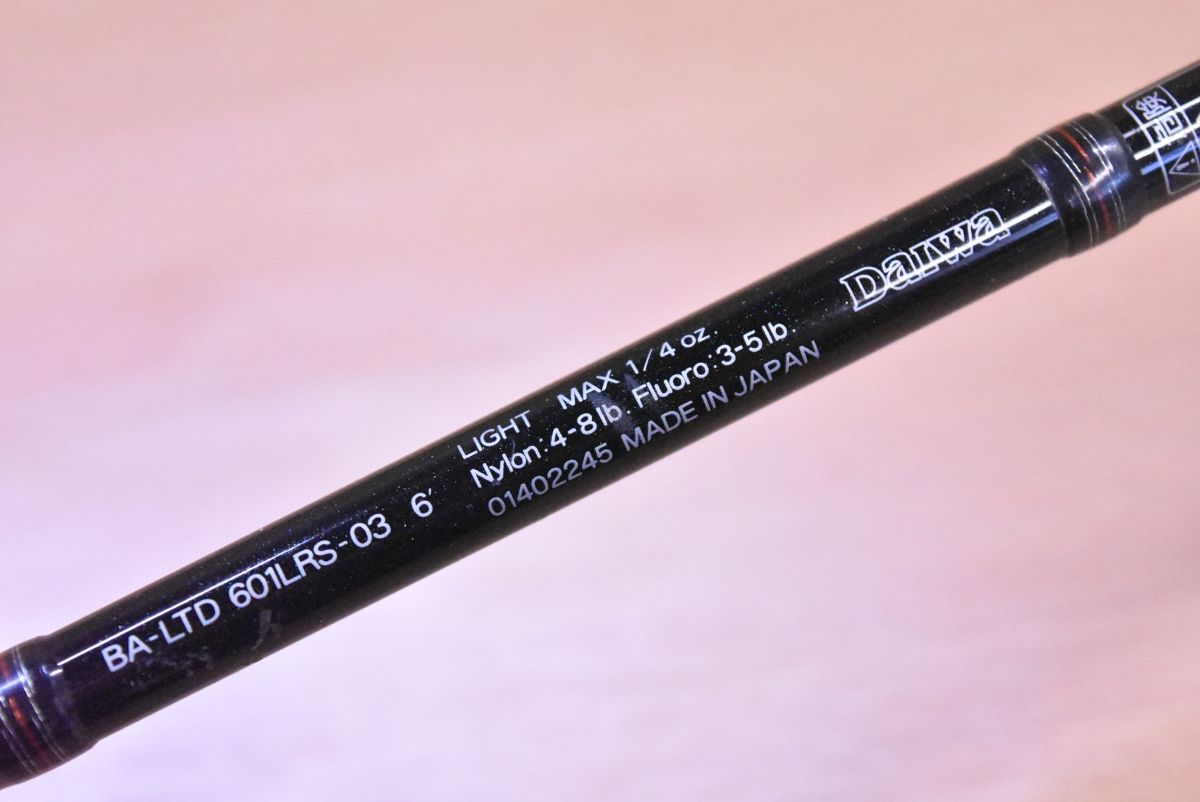 BA-LTD 601LRS-03 6′
LIGHT MAX 1/4 oz.
Nylon:4-8lb. Fluoro:3-5lb.
01402245 MADE IN JAPAN
Daiwa